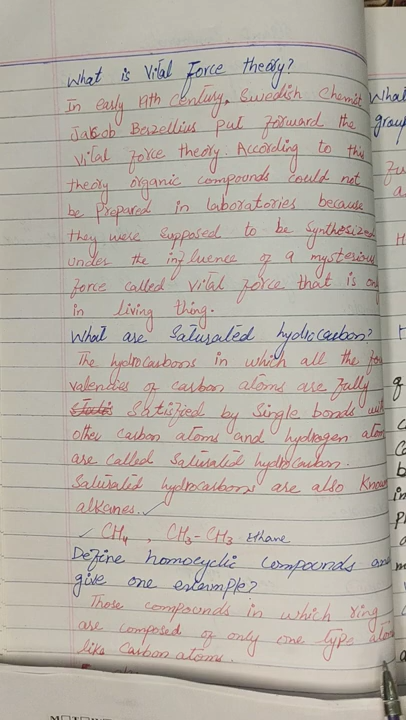 What is Vital Force theory?
In early 19th century, Swedish Chemist
Jakob Berzellius put forward the
vital force theory. According to this
theory organic compounds could not
be prepared in laboratories because
they were supposed to be synthesized
under the influence of a mysterious
force called vital force that is only
in living thing.
What are Saturated hydrocarbon?
The hydrocarbons in which all the four
valencies of carbon atoms are fully
Satisfied by Single bonds with
other carbon atoms and hydrogen atom
are called Saturated hydrocarbon.
Saturated hydrocarbons are also Known
alkanes.
CH₄, CH₃-CH₃ Ethane
Define homocyclic compounds and
give one example?
Those compounds in which ring
are composed of only one type atom
like Carbon atoms.
What
group